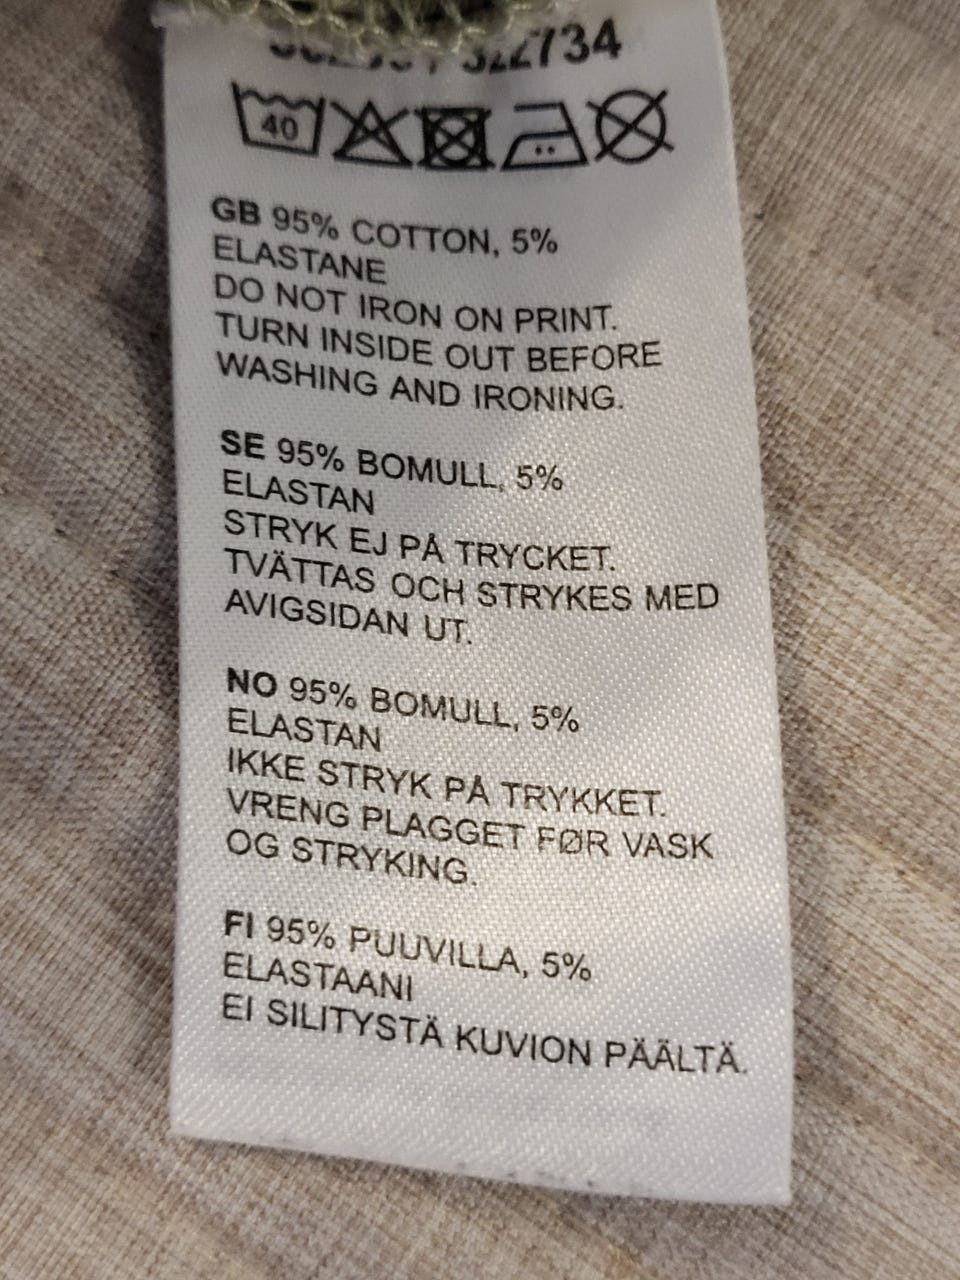 40
GB 95% COTTON, 5%
ELASTANE
DO NOT IRON ON PRINT.
TURN INSIDE OUT BEFORE
WASHING AND IRONING.
SE 95% BOMULL, 5%
ELASTAN
STRYK EJ PÅ TRYCKET.
TVÄTTAS OCH STRYKES MED
AVIGSIDAN UT.
NO 95% BOMULL, 5%
ELASTAN
IKKE STRYK PÅ TRYKKET.
VRENG PLAGGET FØR VASK
OG STRYKING.
FI 95% PUUVILLA, 5%
ELASTAANI
EI SILITYSTÄ KUVION PÄÄLTÄ.